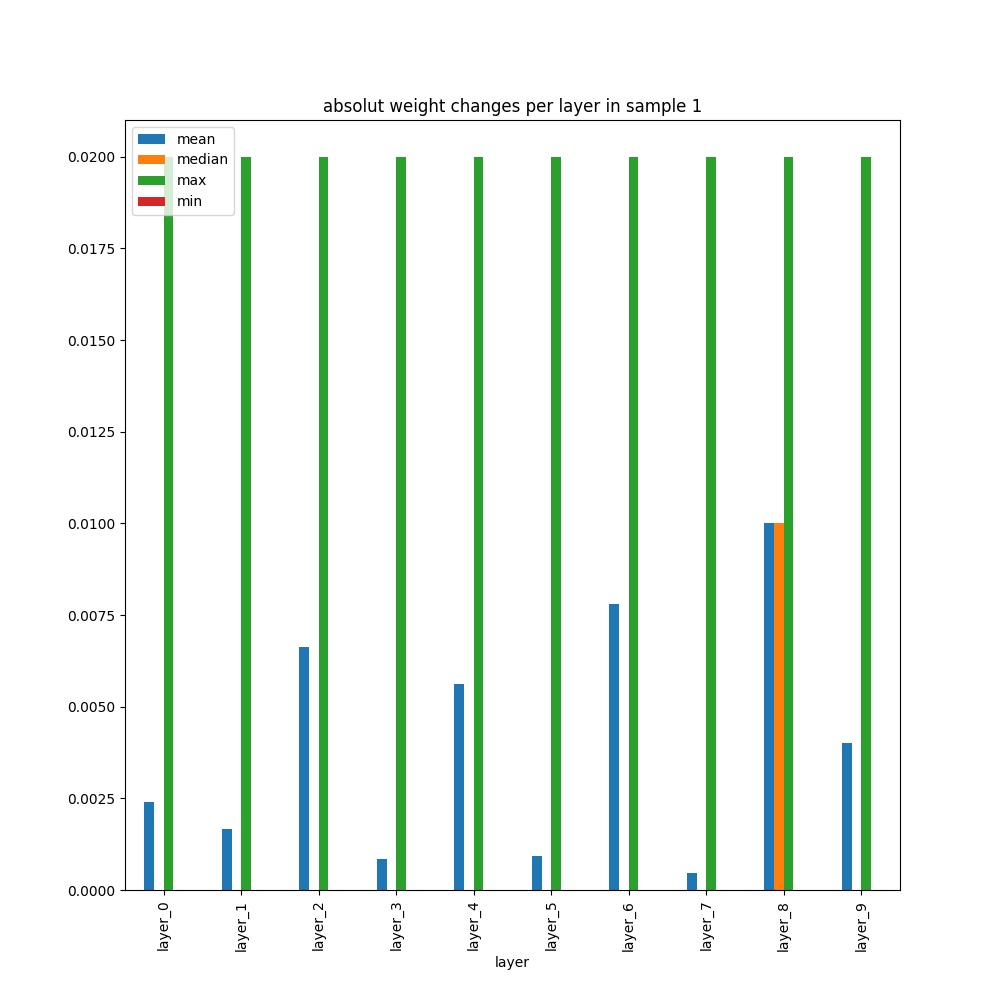 absolut weight changes per layer in sample 1
mean
median
max
min
0.0200
0.0175
0.0150
0.0125
0.0100
0.0075
0.0050
0.0025
0.0000
layer_0
layer_1
layer_2
layer_3
layer_4
layer_5
layer_6
layer_7
layer_8
layer_9
layer